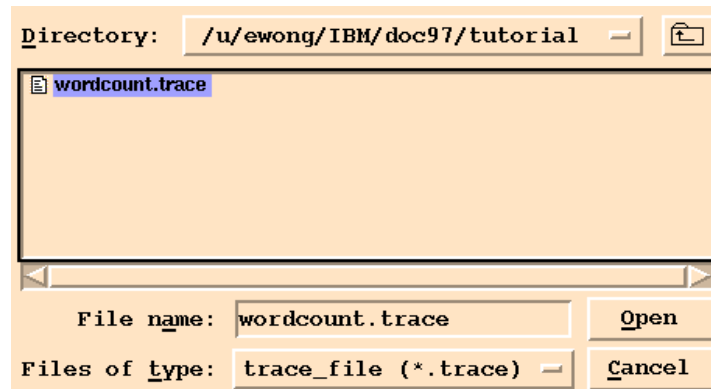 Directory: /u/ewong/IBM/doc97/tutorial
wordcount.trace
File name: wordcount.trace Open
Files of type: trace_file (*.trace) Cancel